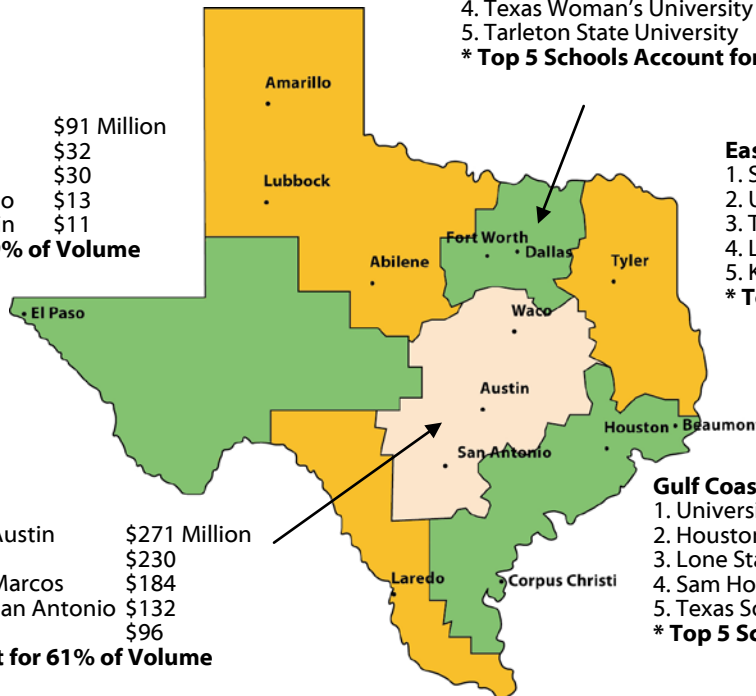 4. Texas Woman's University
5. Tarleton State University
* Top 5 Schools Account for
$91 Million
$32
$30
o $13
n $11
% of Volume
Eas
1. S
2. U
3. T
4. L
5. K
* T
Amarillo
Lubbock
Abilene
Fort Worth
Dallas
Tyler
El Paso
Waco
Austin
San Antonio
Houston
Beaumon
Laredo
Corpus Christi
Austin $271 Million
$230
Marcos $184
an Antonio $132
$96
t for 61% of Volume
Gulf Coas
1. Universi
2. Houston
3. Lone Sta
4. Sam Ho
5. Texas So
* Top 5 Sc